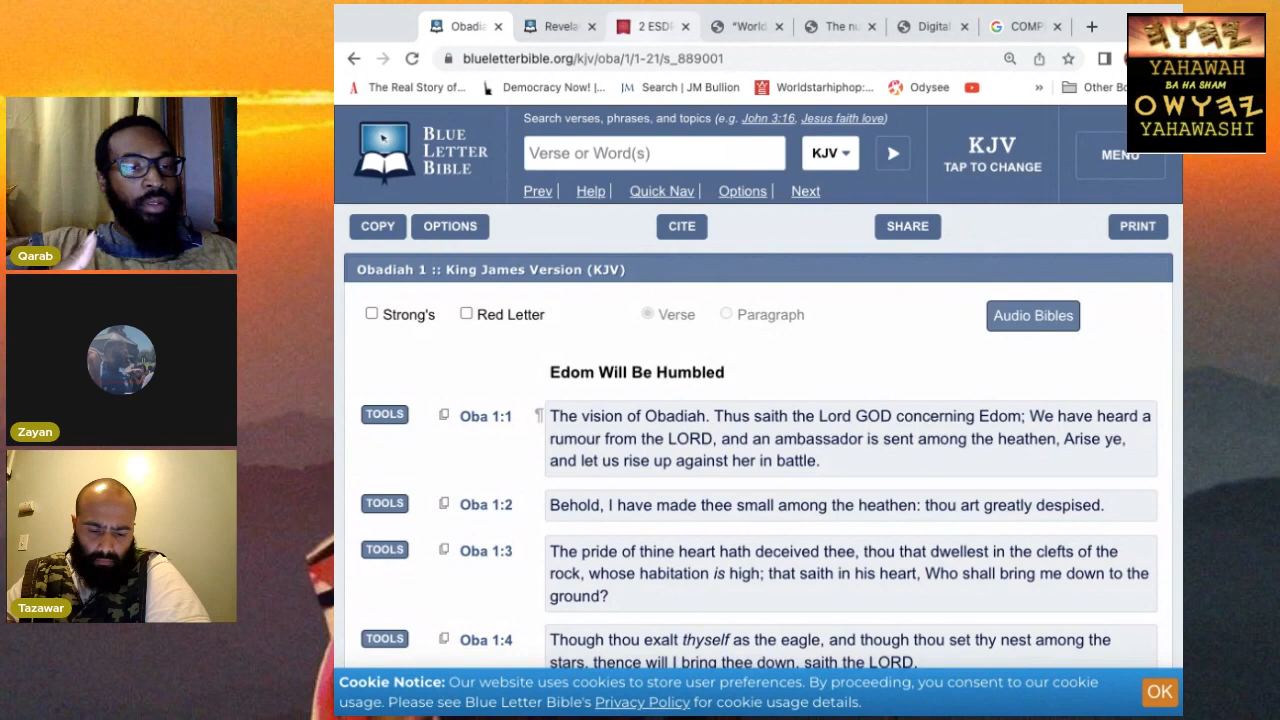 Obadia
Revela
2 ESDR
"World
The nu
Digital
COMP
blueletterbible.org/kjv/oba/1/1-21/s_889001
The Real Story of...
Democracy Now! |...
JM
Search | JM Bullion
Worldstarhiphop:...
Odysee
»
Other Bo
YAHAWAH
BA HA SHAM
YAHAWASHI
BLUE
LETTER
BIBLE
Search verses, phrases, and topics (e.g. John 3:16, Jesus faith love)
Verse or Word(s)
KJV
KJV
TAP TO CHANGE
MENU
Prev | Help | Quick Nav | Options | Next
COPY
OPTIONS
CITE
SHARE
PRINT
Obadiah 1 :: King James Version (KJV)
Strong's
Red Letter
Verse
Paragraph
Audio Bibles
Edom Will Be Humbled
TOOLS
Oba 1:1
¶ The vision of Obadiah. Thus saith the Lord GOD concerning Edom; We have heard a
rumour from the LORD, and an ambassador is sent among the heathen, Arise ye,
and let us rise up against her in battle.
TOOLS
Oba 1:2
Behold, I have made thee small among the heathen: thou art greatly despised.
TOOLS
Oba 1:3
The pride of thine heart hath deceived thee, thou that dwellest in the clefts of the
rock, whose habitation is high; that saith in his heart, Who shall bring me down to the
ground?
TOOLS
Oba 1:4
Though thou exalt thyself as the eagle, and though thou set thy nest among the
stars, thence will I bring thee down, saith the LORD.
Cookie Notice: Our website uses cookies to store user preferences. By proceeding, you consent to our cookie
usage. Please see Blue Letter Bible's Privacy Policy for cookie usage details.
OK
Qarab
Zayan
Tazawar